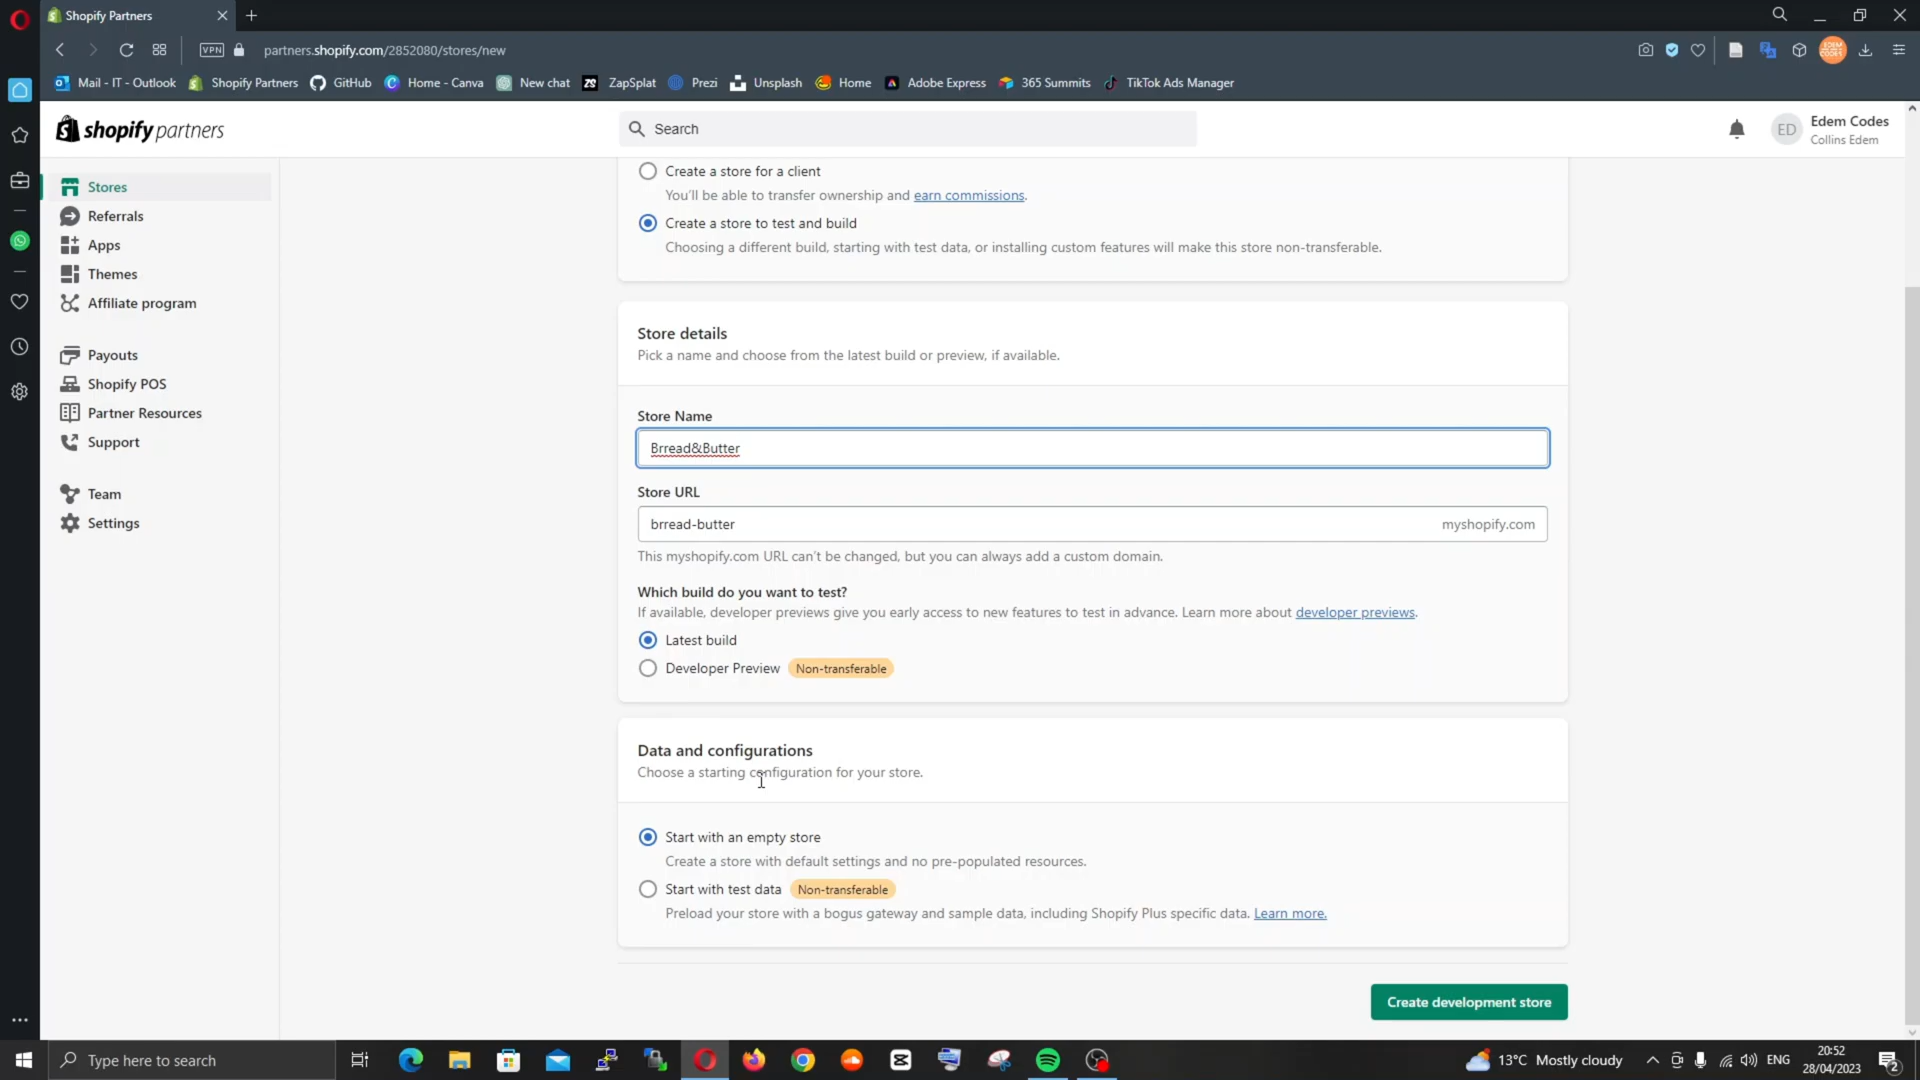 Shopify Partners
VPN
partners.shopify.com/2852080/stores/new
Mail - IT - Outlook
Shopify Partners
GitHub
Home - Canva
New chat
ZS ZapSplat
Prezi
Unsplash
Home
Adobe Express
365 Summits
TikTok Ads Manager
shopify partners
Search
ED
Edem Codes
Collins Edem
Stores
Referrals
Apps
Themes
Affiliate program
Payouts
Shopify POS
Partner Resources
Support
Team
Settings
Create a store for a client
You'll be able to transfer ownership and earn commissions.
Create a store to test and build
Choosing a different build, starting with test data, or installing custom features will make this store non-transferable.
Store details
Pick a name and choose from the latest build or preview, if available.
Store Name
Brread&Butter
Store URL
brread-butter myshopify.com
This myshopify.com URL can't be changed, but you can always add a custom domain.
Which build do you want to test?
If available, developer previews give you early access to new features to test in advance. Learn more about developer previews.
Latest build
Developer Preview Non-transferable
Data and configurations
Choose a starting configuration for your store.
Start with an empty store
Create a store with default settings and no pre-populated resources.
Start with test data Non-transferable
Preload your store with a bogus gateway and sample data, including Shopify Plus specific data. Learn more.
Create development store
Type here to search
13°C Mostly cloudy
ENG
20:52
28/04/2023
2